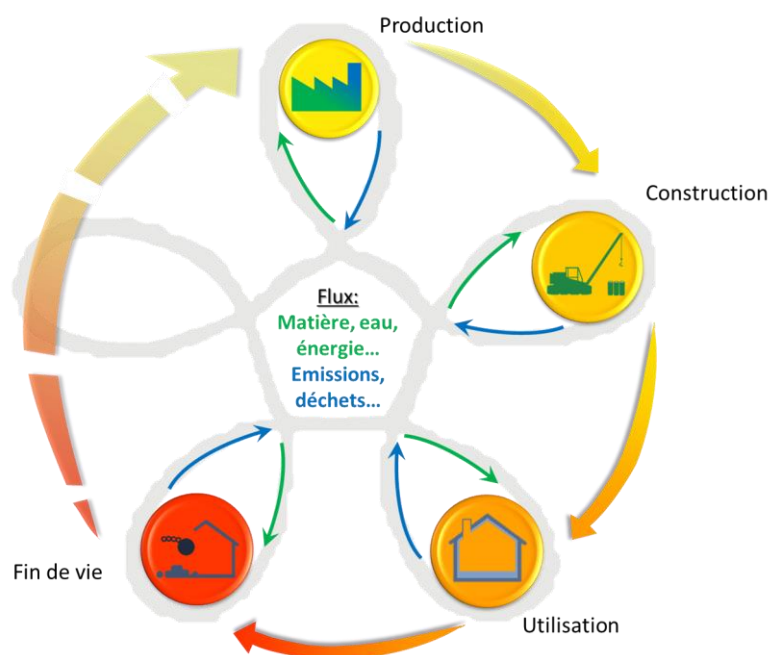 Production
Construction
Flux:
Matière, eau,
énergie...
Emissions,
déchets...
Fin de vie
Utilisation